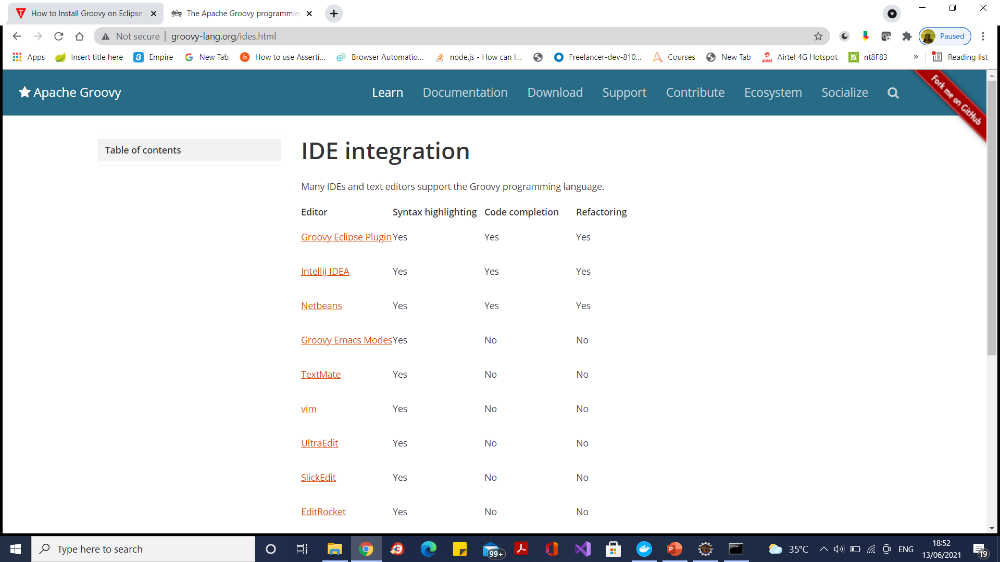 How to Install Groovy on Eclipse
The Apache Groovy programmin
Not secure | groovy-lang.org/ides.html
Paused
Apps
Insert title here
Empire
New Tab
How to use Asserti...
Browser Automatio...
node.js - How can I...
Freelancer-dev-810...
Courses
New Tab
Airtel 4G Hotspot
nt8F83
»
Reading list
Apache Groovy
Learn Documentation Download Support Contribute Ecosystem Socialize
Fork me on GitHub
Table of contents
IDE integration
Many IDEs and text editors support the Groovy programming language.
Editor Syntax highlighting Code completion Refactoring
Groovy Eclipse Plugin Yes Yes Yes
IntelliJ IDEA Yes Yes Yes
Netbeans Yes Yes Yes
Groovy Emacs Modes Yes No No
TextMate Yes No No
vim Yes No No
UltraEdit Yes No No
SlickEdit Yes No No
EditRocket Yes No No
Type here to search
99+
35°C
ENG
18:52
13/06/2021
19